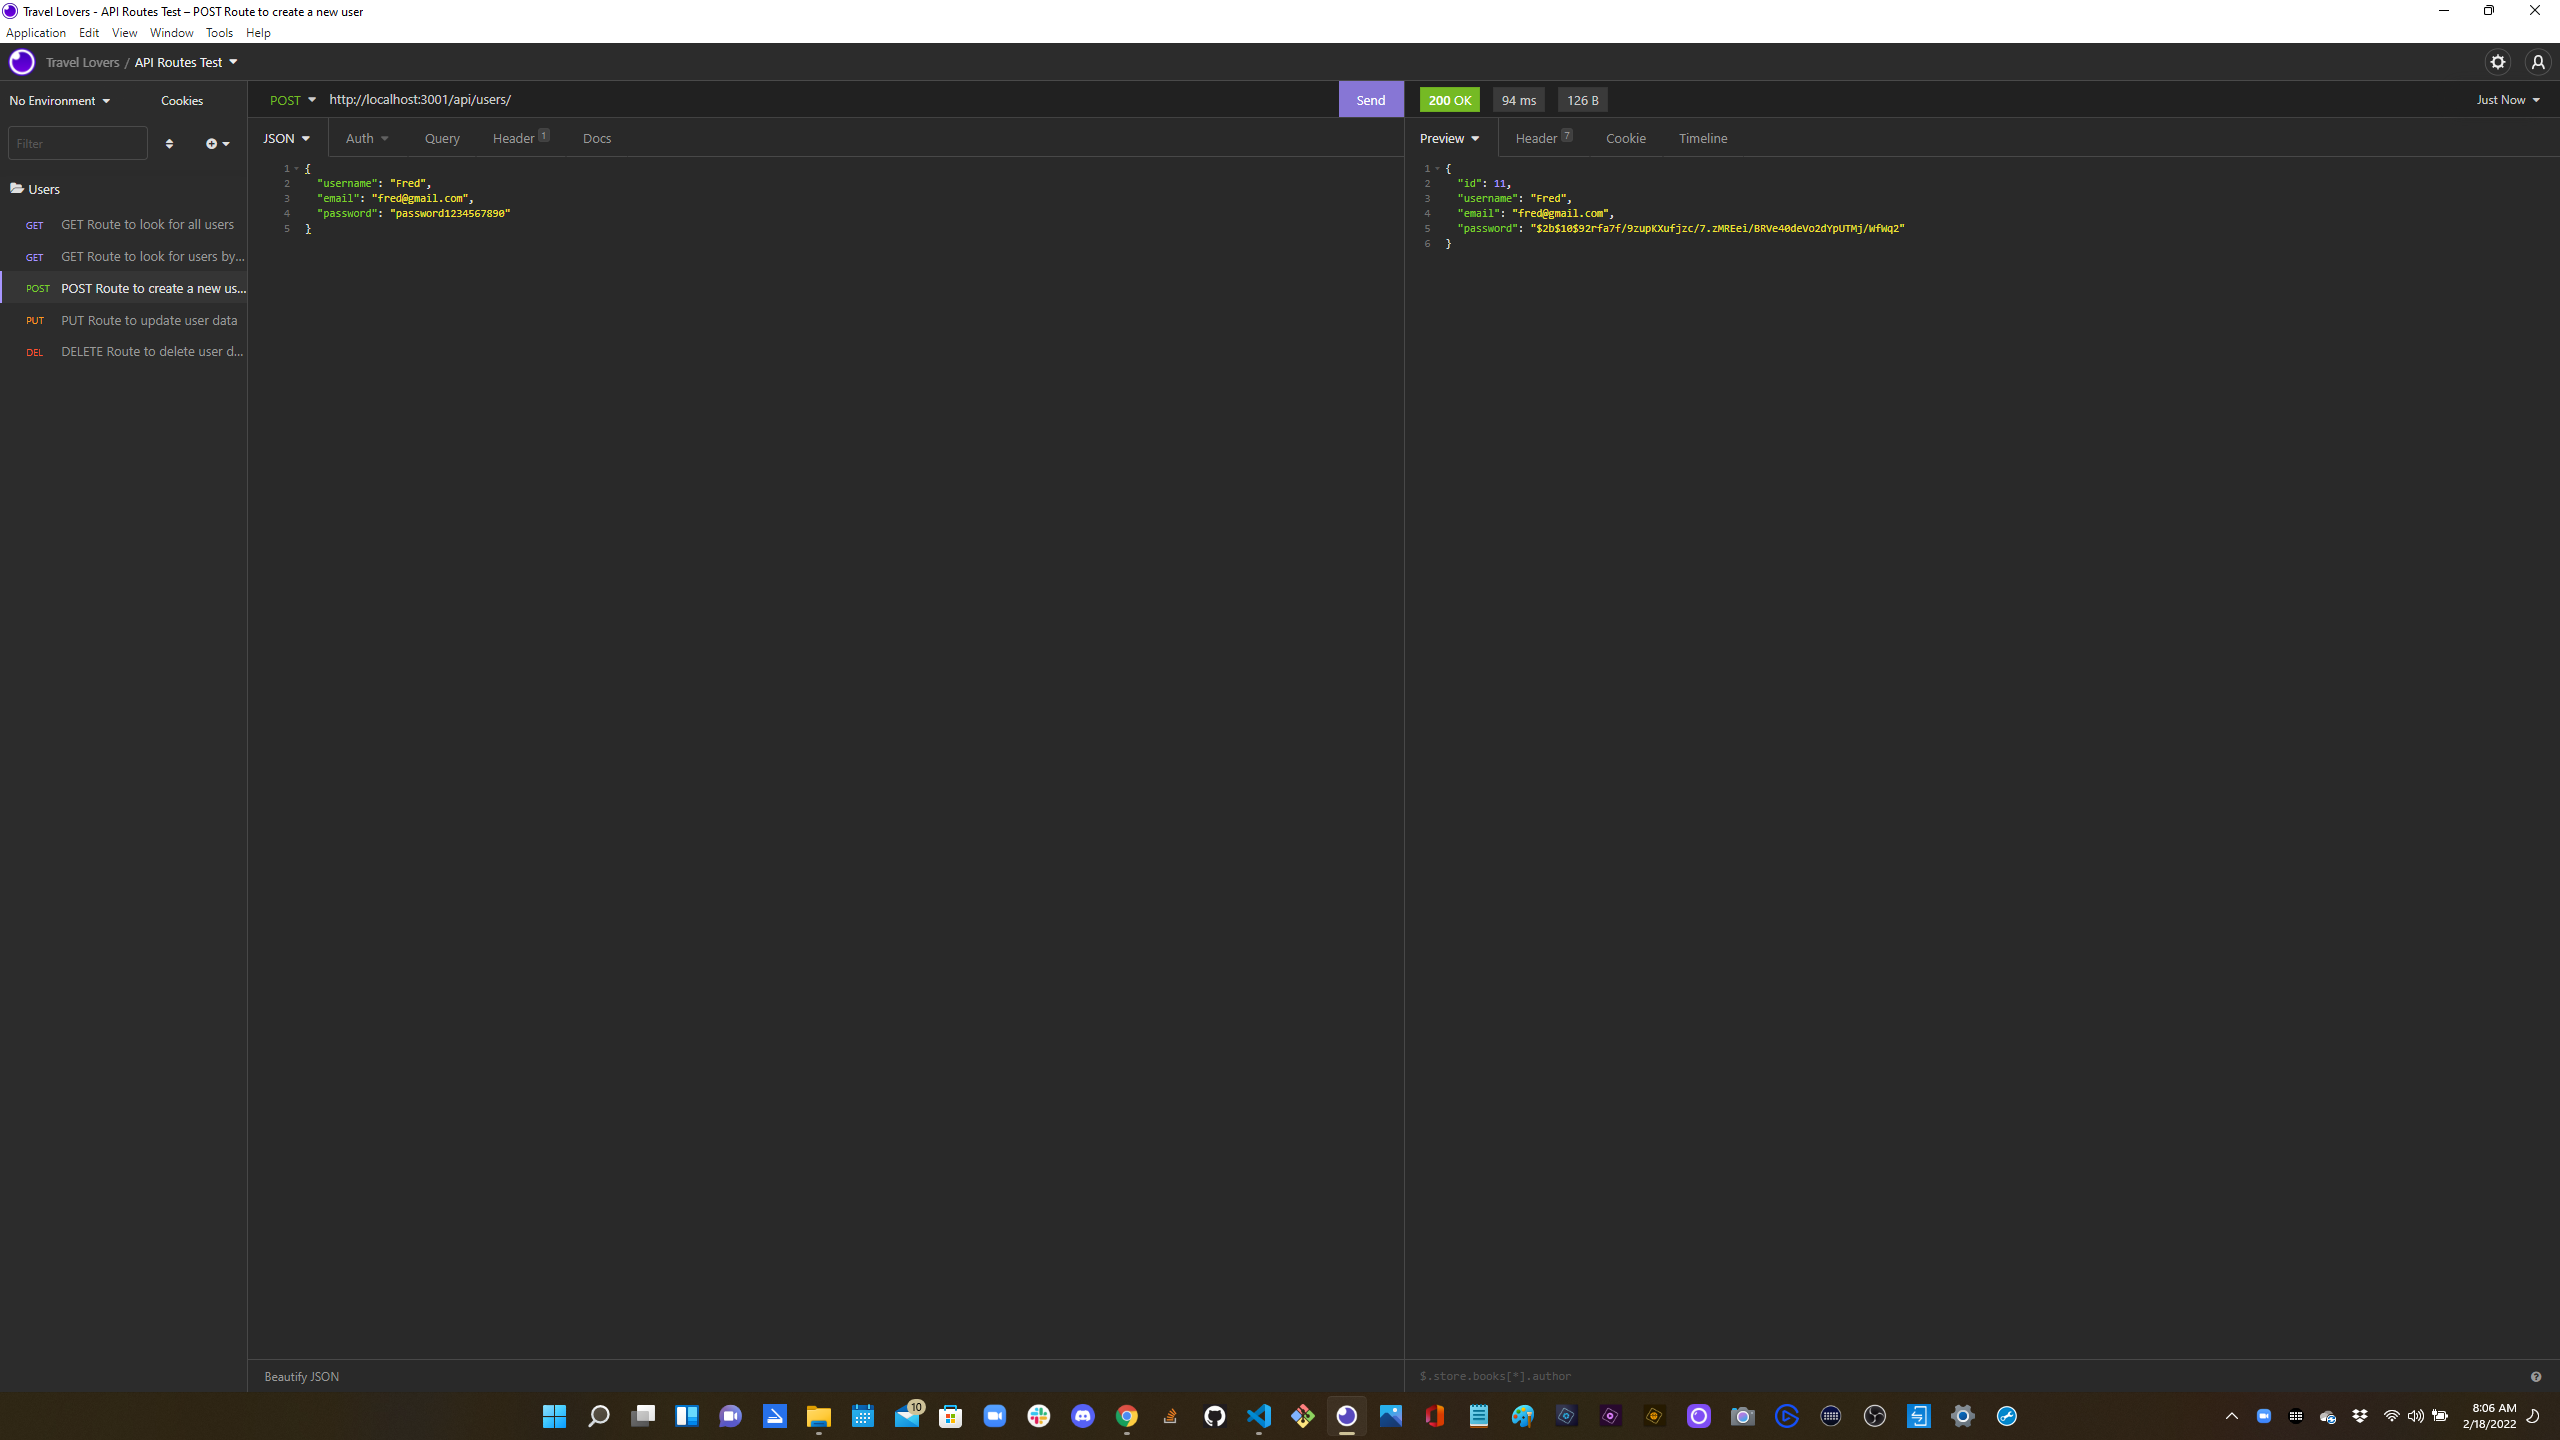 Travel Lovers - API Routes Test – POST Route to create a new user
Application Edit View Window Tools Help
Travel Lovers / API Routes Test
No Environment Cookies
POST http://localhost:3001/api/users/ Send
200 OK 94 ms 126 B Just Now
Filter
JSON Auth Query Header 1 Docs
Preview Header 7 Cookie Timeline
Users
GET GET Route to look for all users
GET GET Route to look for users by...
POST POST Route to create a new us...
PUT PUT Route to update user data
DEL DELETE Route to delete user d...
1 {
2 "username": "Fred",
3 "email": "fred@gmail.com",
4 "password": "password1234567890"
5 }
1 {
2 "id": 11,
3 "username": "Fred",
4 "email": "fred@gmail.com",
5 "password": "$2b$10$92rfa7f/9zupKXufjzc/7.zMREei/BRVe40deVo2dYpUTMj/WfWq2"
6 }
Beautify JSON
$.store.books[*].author
10
8:06 AM
2/18/2022